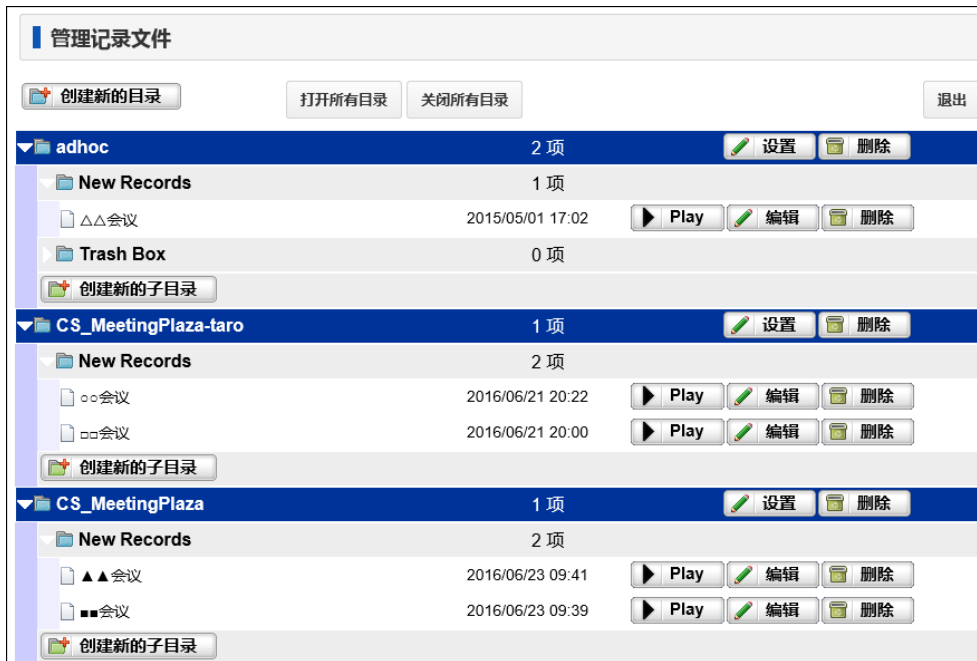 管理记录文件
创建新的目录 打开所有目录 关闭所有目录 退出
adhoc 2 项 设置 删除
New Records 1 项
△△会议 2015/05/01 17:02 Play 编辑 删除
Trash Box 0 项
创建新的子目录
CS_MeetingPlaza-taro 1 项 设置 删除
New Records 2 项
○○会议 2016/06/21 20:22 Play 编辑 删除
□□会议 2016/06/21 20:00 Play 编辑 删除
创建新的子目录
CS_MeetingPlaza 1 项 设置 删除
New Records 2 项
▲▲会议 2016/06/23 09:41 Play 编辑 删除
■■会议 2016/06/23 09:39 Play 编辑 删除
创建新的子目录